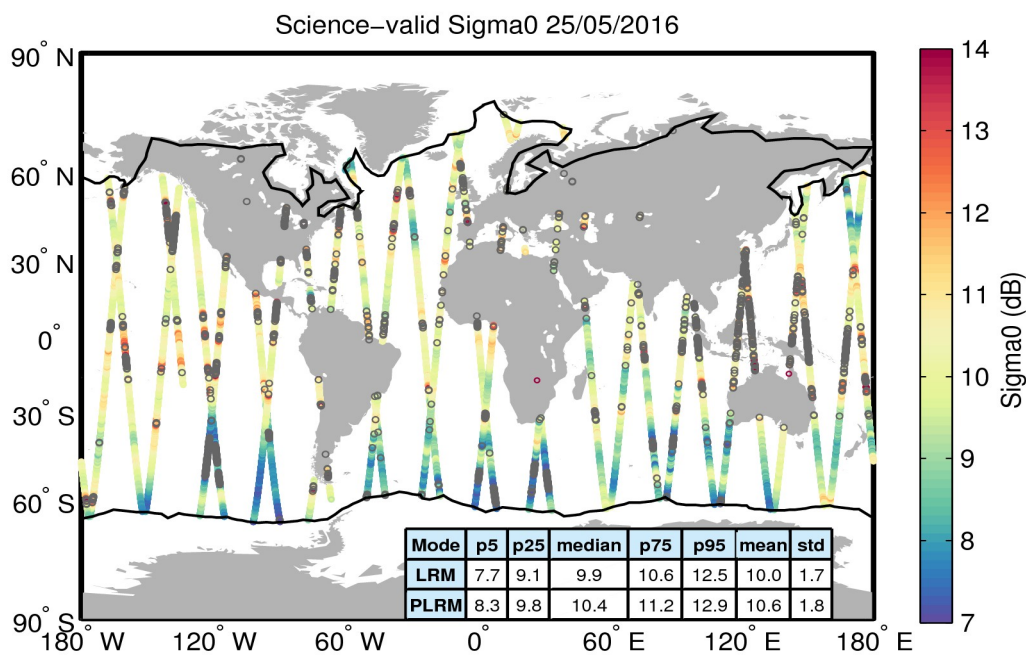 Science−valid Sigma0 25/05/2016
90° N
60° N
30° N
0°
30° S
60° S
90° S
180° W
120° W
60° W
0°
60° E
120° E
180° E
14
13
12
11
10
9
8
7
Sigma0 (dB)
Mode p5 p25 median p75 p95 mean std
LRM 7.7 9.1 9.9 10.6 12.5 10.0 1.7
PLRM 8.3 9.8 10.4 11.2 12.9 10.6 1.8